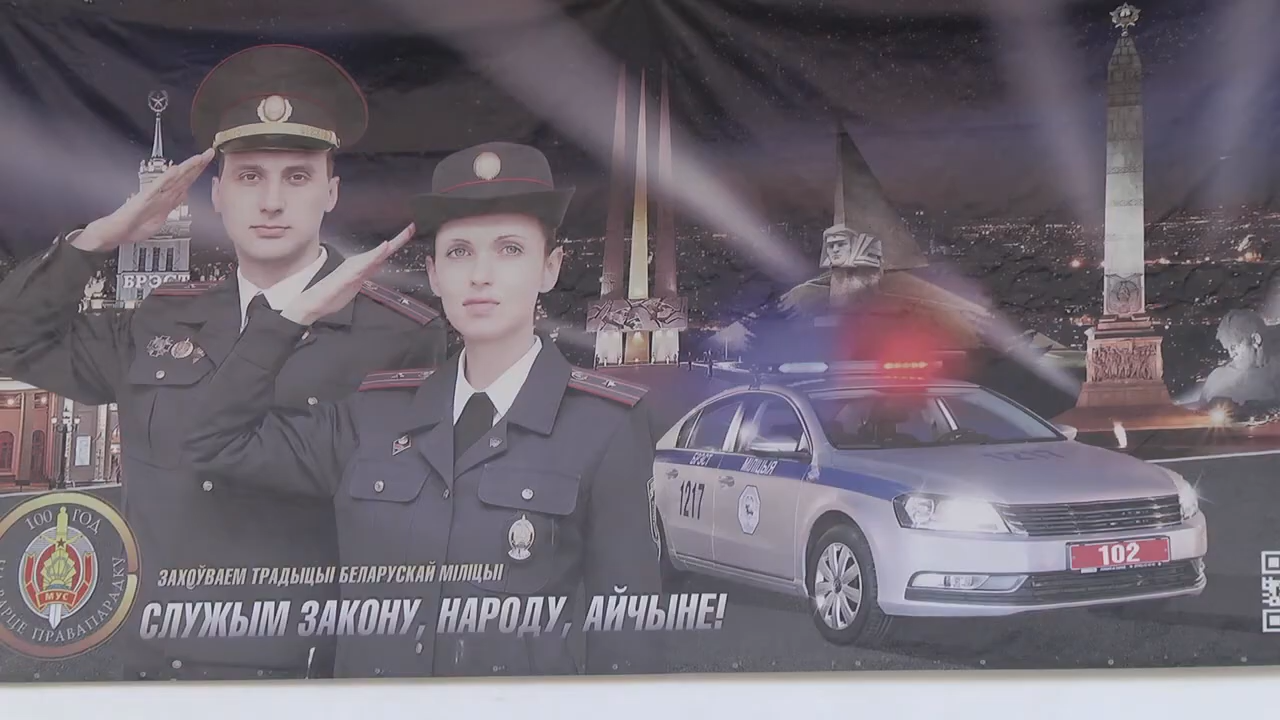 БРЭСТ
100 ГОД
НА ВАРЦЕ ПРАВАПАРАДКУ
МУС
ЗАХОЎВАЕМ ТРАДЫЦЫІ БЕЛАРУСКАЙ МІЛІЦЫІ
СЛУЖЫМ ЗАКОНУ, НАРОДУ, АЙЧЫНЕ!
БРЭСТ МІЛІЦЫЯ
1217
1217
102